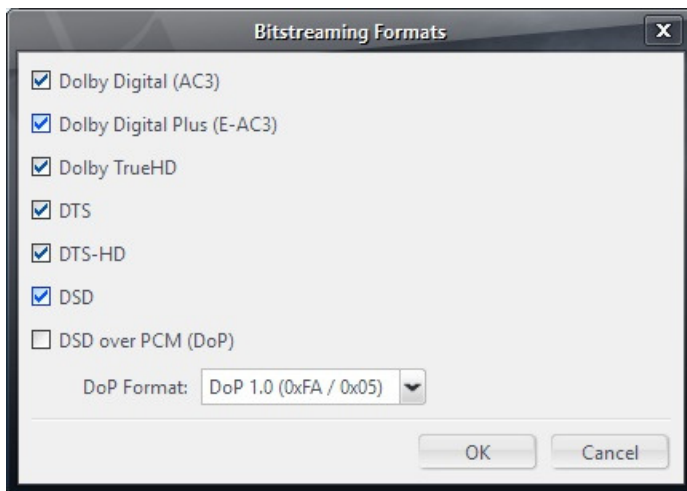 Bitstreaming Formats
Dolby Digital (AC3)
Dolby Digital Plus (E-AC3)
Dolby TrueHD
DTS
DTS-HD
DSD
DSD over PCM (DoP)
DoP Format: DoP 1.0 (0xFA / 0x05)
OK Cancel